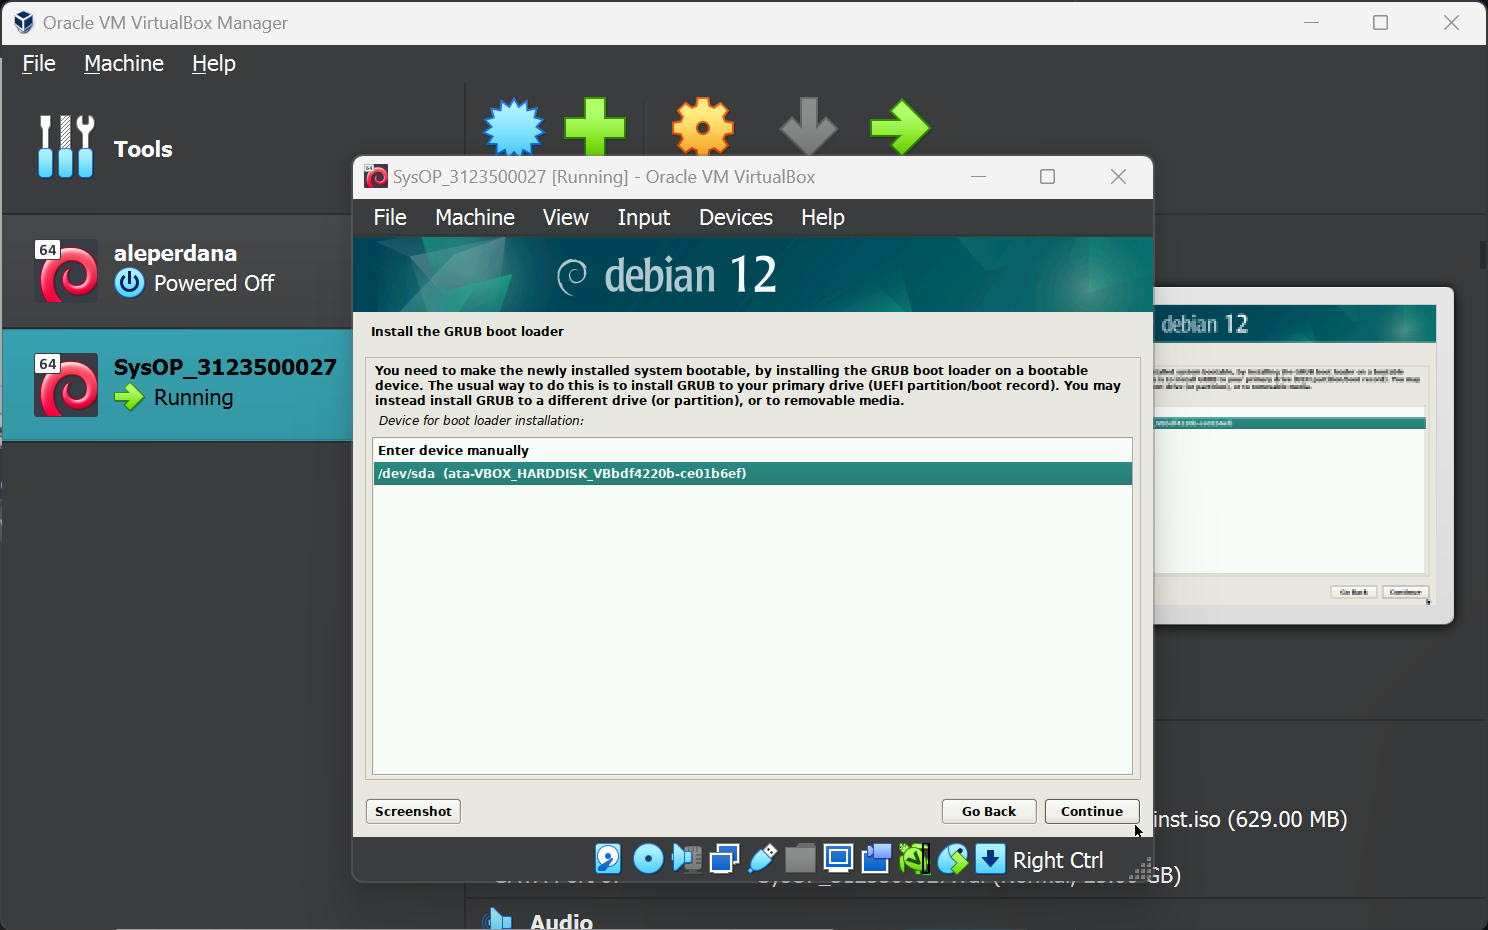 Oracle VM VirtualBox Manager
File Machine Help
Tools
64
aleperdana
Powered Off
64
SysOP_3123500027
Running
64
SysOP_3123500027 [Running] - Oracle VM VirtualBox
File Machine View Input Devices Help
debian 12
Install the GRUB boot loader
You need to make the newly installed system bootable, by installing the GRUB boot loader on a bootable
device. The usual way to do this is to install GRUB to your primary drive (UEFI partition/boot record). You may
instead install GRUB to a different drive (or partition), or to removable media.
Device for boot loader installation:
Enter device manually
/dev/sda (ata-VBOX_HARDDISK_VBbdf4220b-ce01b6ef)
Screenshot
Go Back
Continue
Right Ctrl
debian 12
Go Back
Continue
inst.iso (629.00 MB)
GB)
Audio